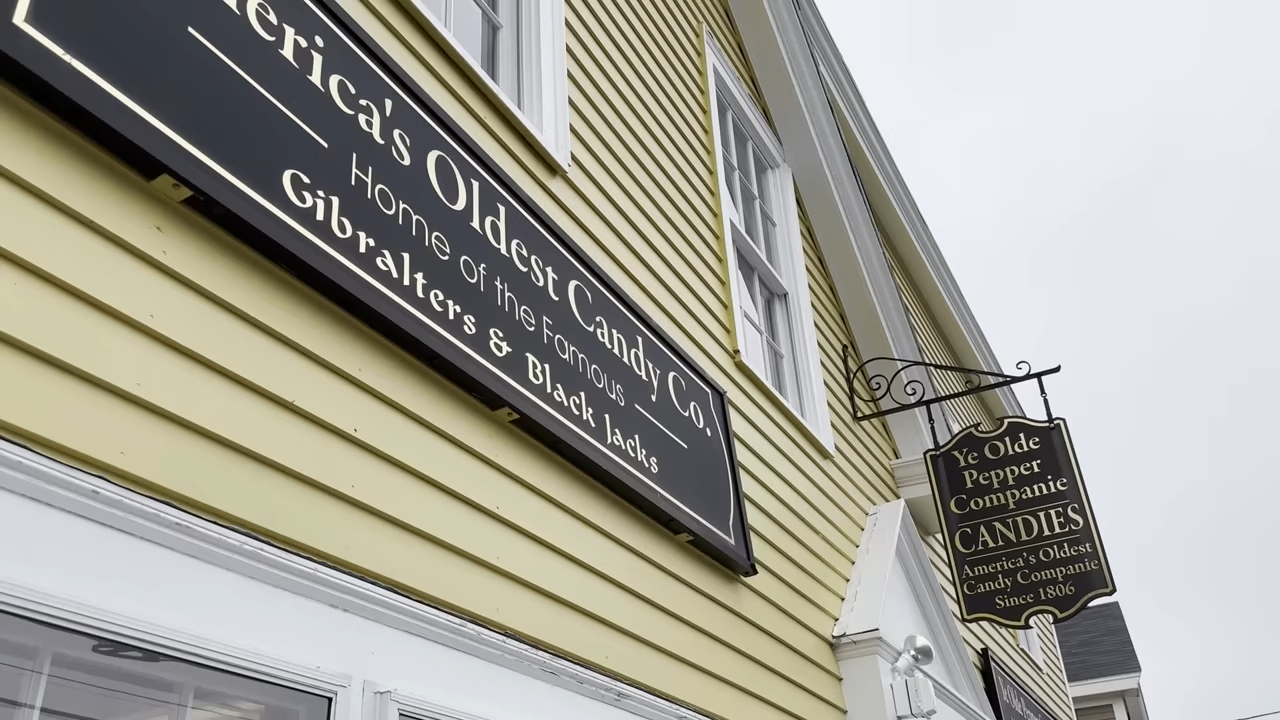 America's Oldest Candy Co.
Home of the Famous
Gibralters & Black Jacks
Ye Olde
Pepper
Companie
CANDIES
America's Oldest
Candy Companie
Since 1806